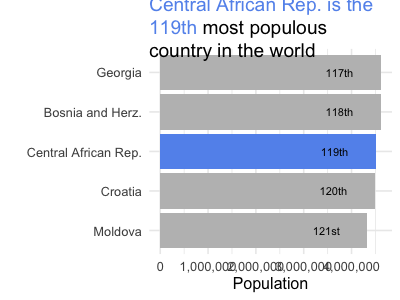 Central African Rep. is the
119th most populous
country in the world
Georgia 117th
Bosnia and Herz. 118th
Central African Rep. 119th
Croatia 120th
Moldova 121st
0 1,000,000 2,000,000 3,000,000 4,000,000
Population